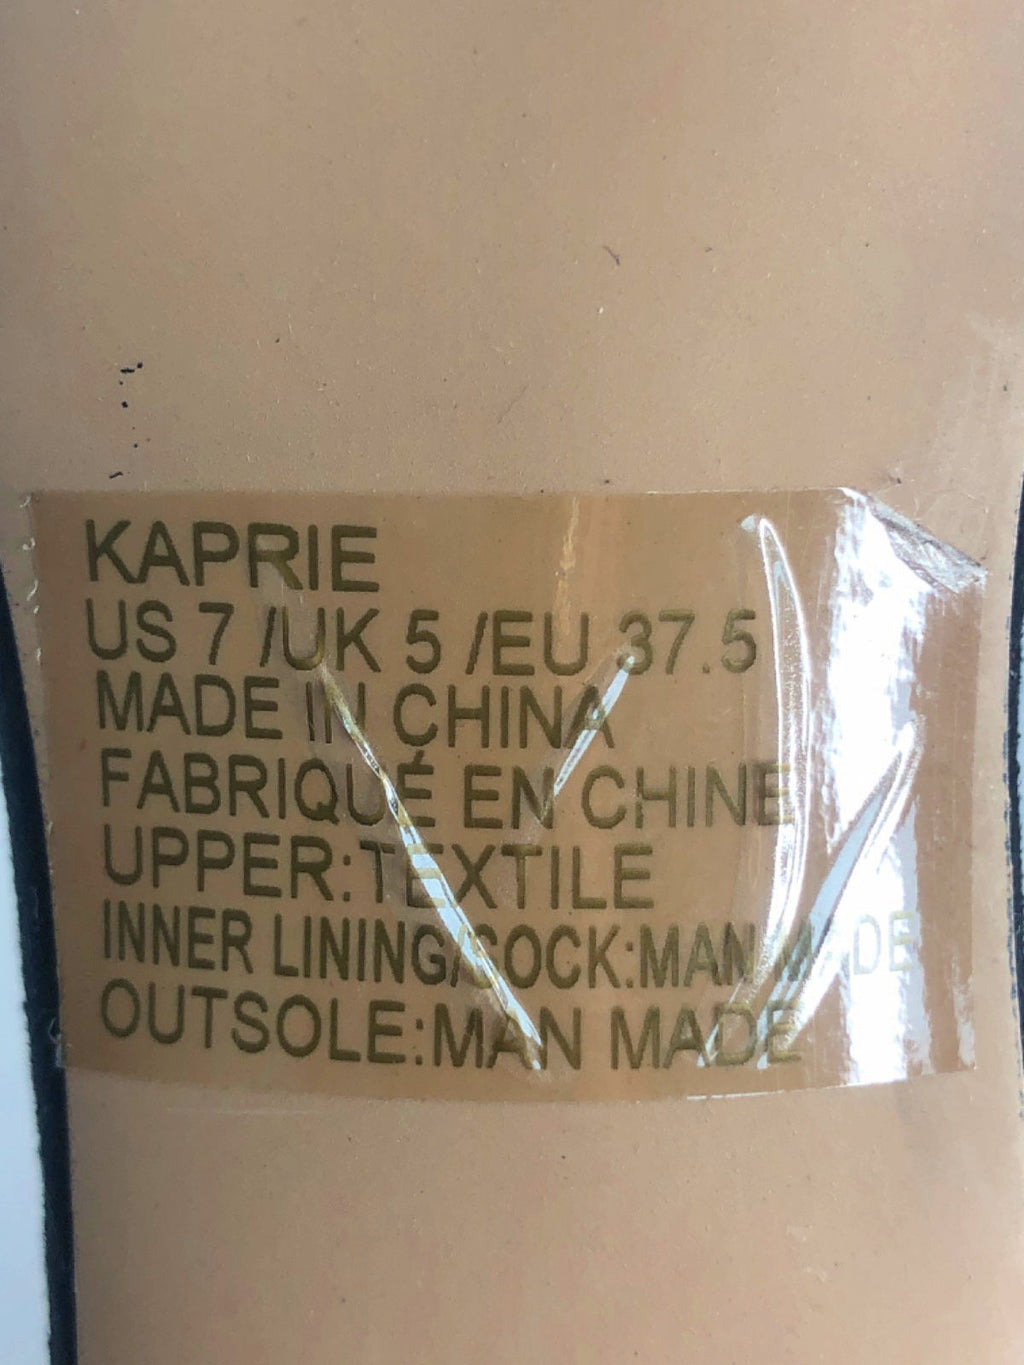 KAPRIE
US 7 /UK 5 /EU 37.5
MADE IN CHINA
FABRIQUÉ EN CHINE
UPPER:TEXTILE
INNER LINING/SOCK:MAN MADE
OUTSOLE:MAN MADE